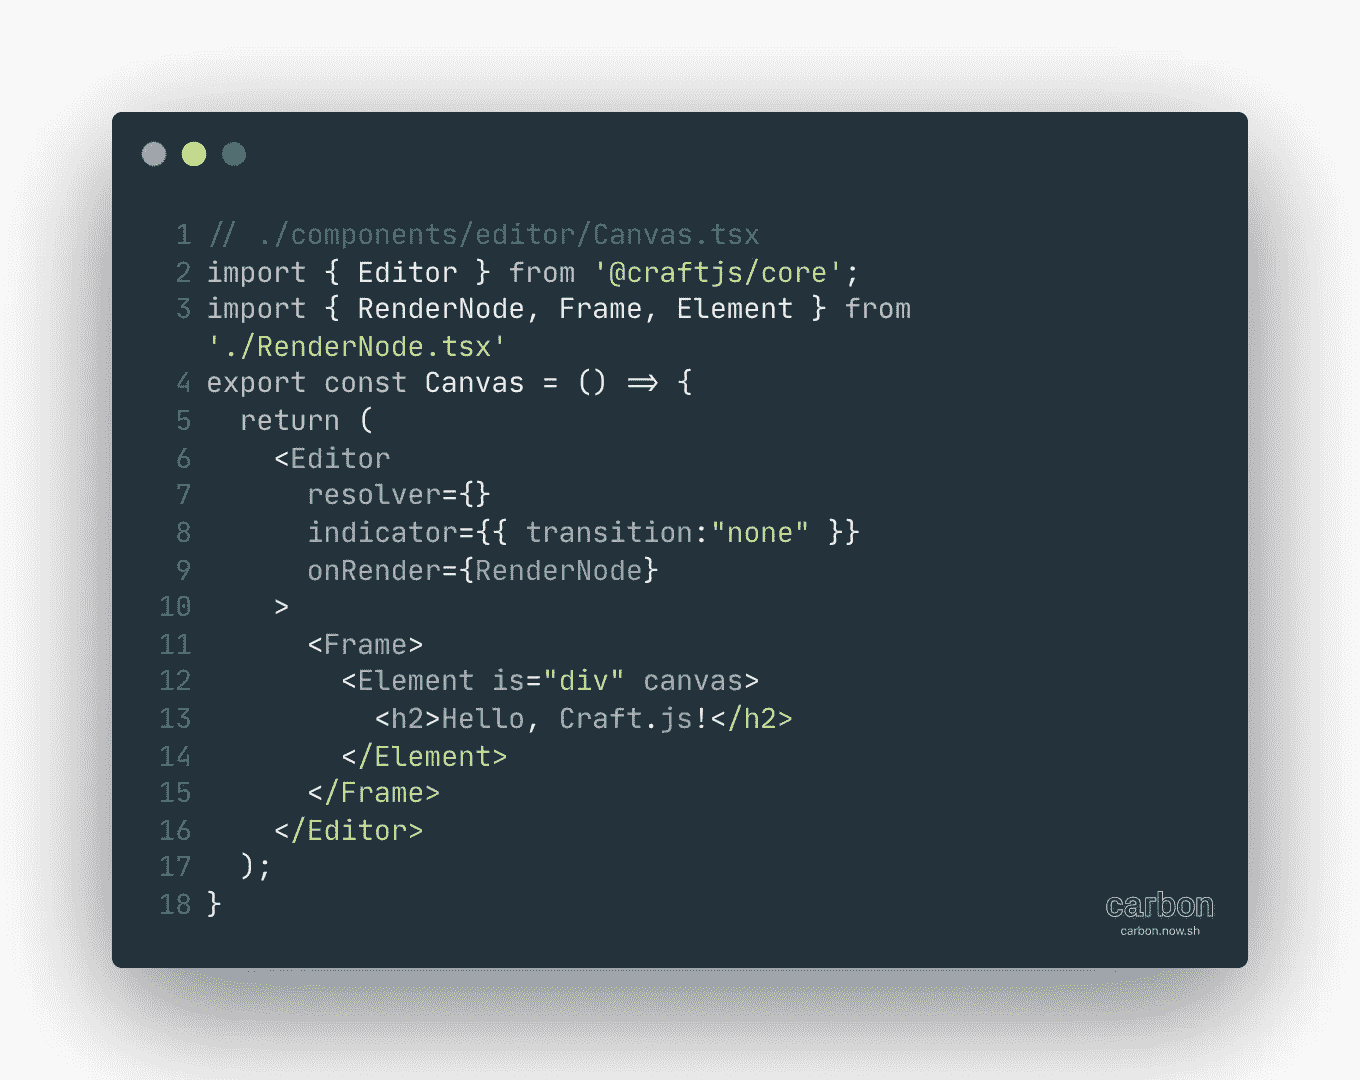 1 // ./components/editor/Canvas.tsx
2 import { Editor } from '@craftjs/core';
3 import { RenderNode, Frame, Element } from
'./RenderNode.tsx'
4 export const Canvas = () => {
5   return (
6     <Editor
7       resolver={}
8       indicator={{ transition:"none" }}
9       onRender={RenderNode}
10     >
11       <Frame>
12         <Element is="div" canvas>
13           <h2>Hello, Craft.js!</h2>
14         </Element>
15       </Frame>
16     </Editor>
17   );
18 }
carbon
carbon.now.sh